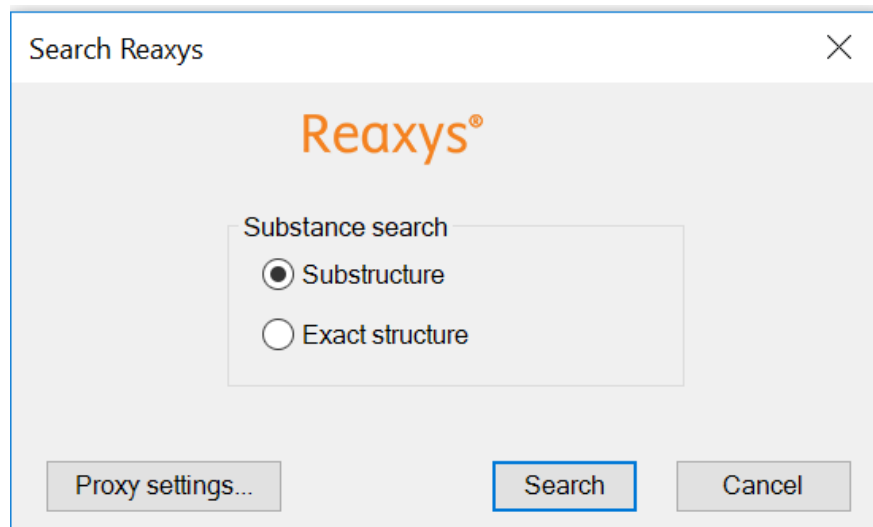 Search Reaxys
Reaxys®
Substance search
Substructure
Exact structure
Proxy settings...
Search
Cancel